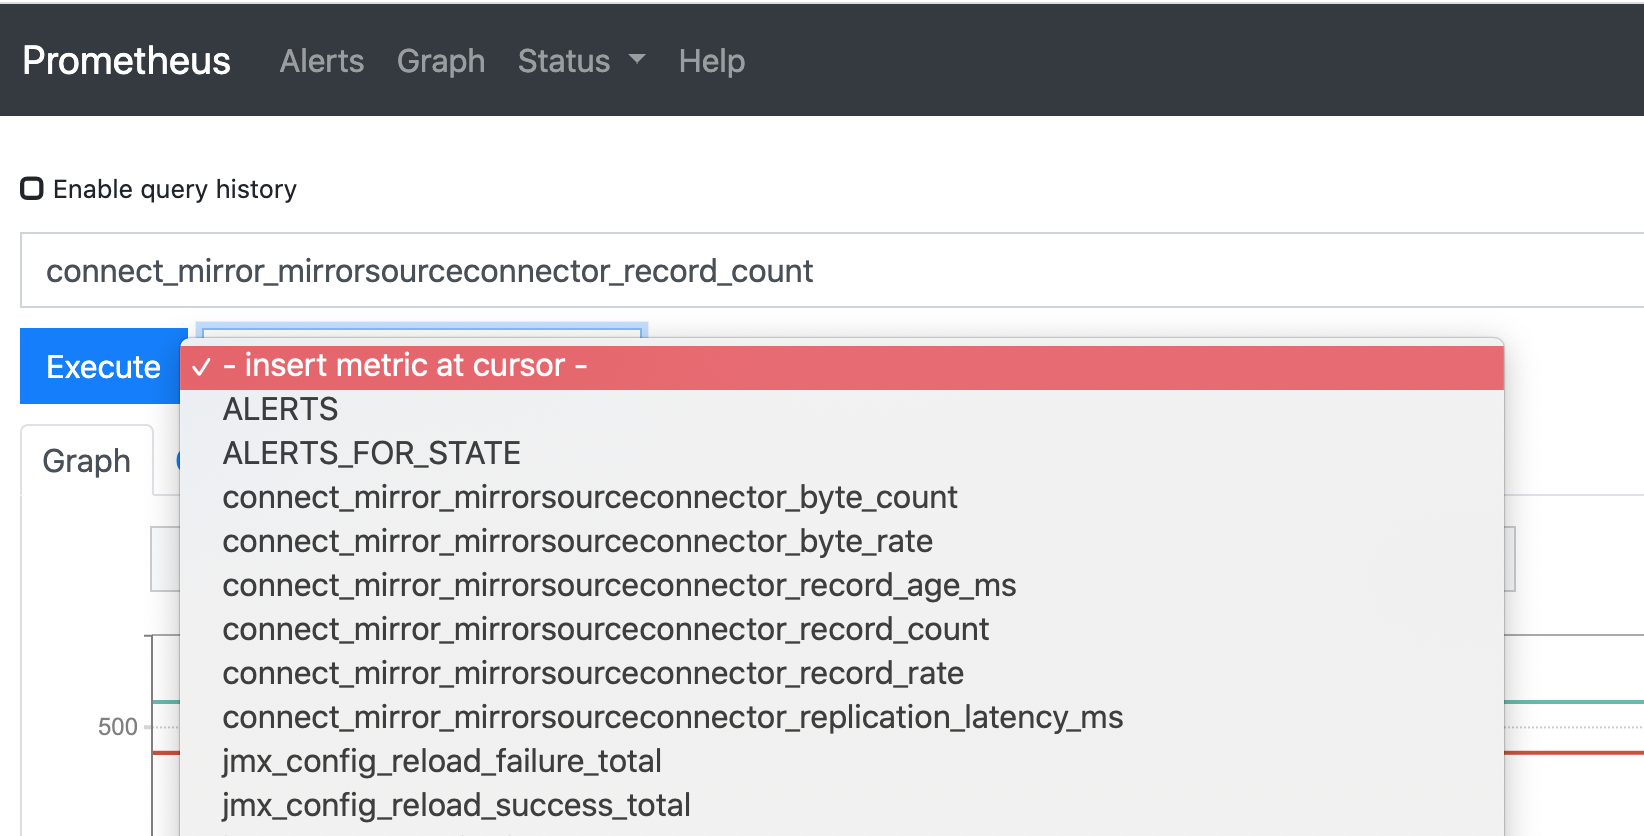 Prometheus Alerts Graph Status Help
Enable query history
connect_mirror_mirrorsourceconnector_record_count
Execute
✓ - insert metric at cursor -
ALERTS
ALERTS_FOR_STATE
Graph
connect_mirror_mirrorsourceconnector_byte_count
connect_mirror_mirrorsourceconnector_byte_rate
connect_mirror_mirrorsourceconnector_record_age_ms
connect_mirror_mirrorsourceconnector_record_count
connect_mirror_mirrorsourceconnector_record_rate
connect_mirror_mirrorsourceconnector_replication_latency_ms
500
jmx_config_reload_failure_total
jmx_config_reload_success_total